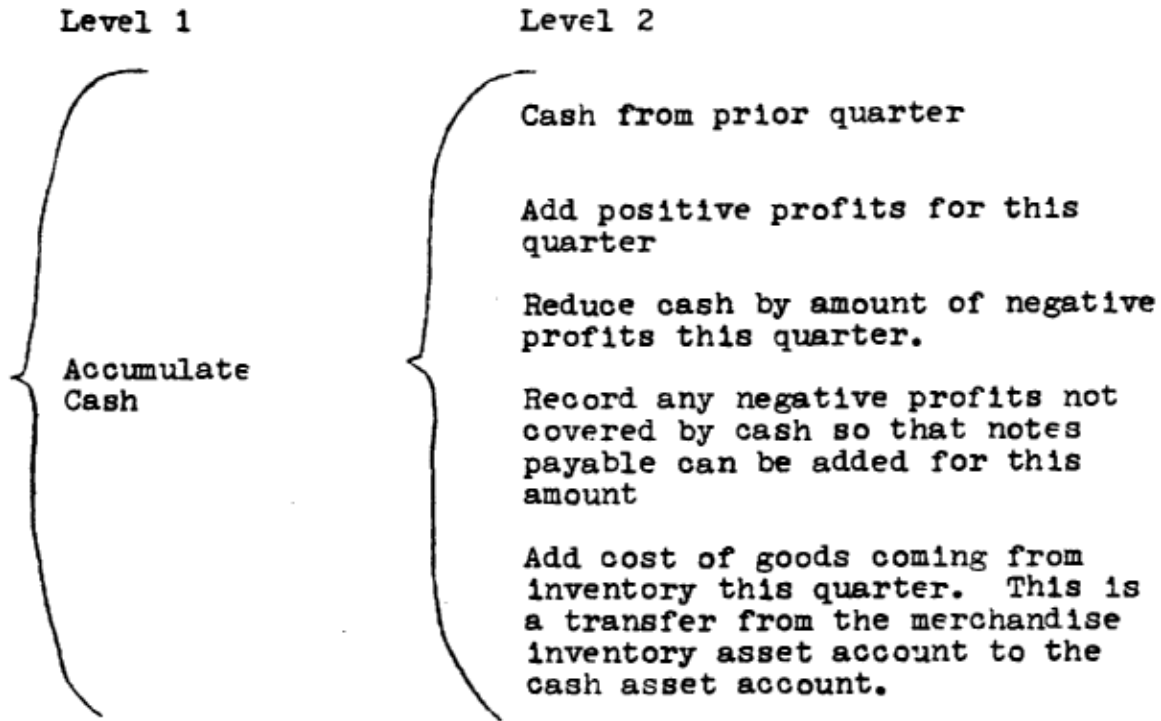 Level 1
Level 2
Accumulate
Cash
Cash from prior quarter
Add positive profits for this
quarter
Reduce cash by amount of negative
profits this quarter.
Record any negative profits not
covered by cash so that notes
payable can be added for this
amount
Add cost of goods coming from
inventory this quarter. This is
a transfer from the merchandise
inventory asset account to the
cash asset account.